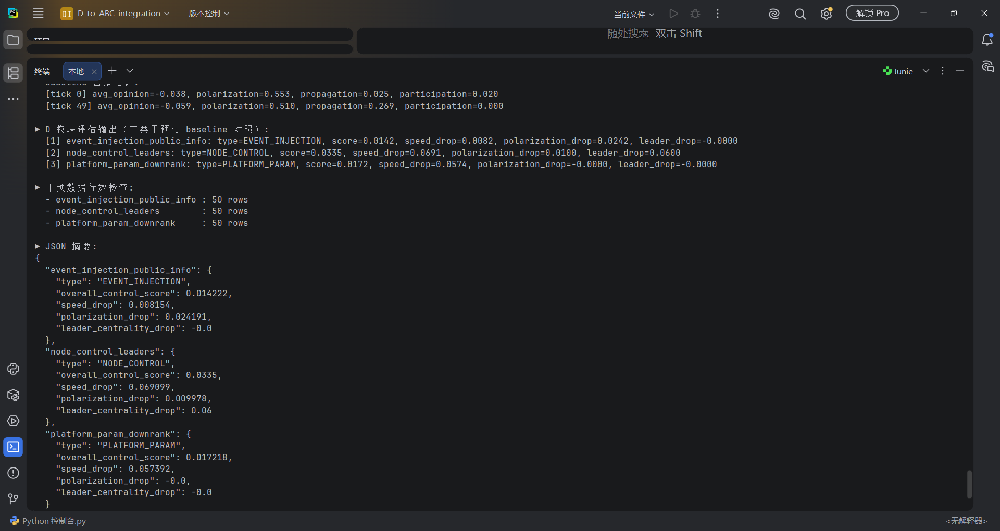 DI D_to_ABC_integration 版本控制 当前文件 解锁 Pro
随处搜索 双击 Shift
终端 本地 Junie
[tick 0] avg_opinion=-0.038, polarization=0.553, propagation=0.025, participation=0.020
[tick 49] avg_opinion=-0.059, polarization=0.510, propagation=0.269, participation=0.000
▶ D 模块评估输出（三类干预与 baseline 对照）:
[1] event_injection_public_info: type=EVENT_INJECTION, score=0.0142, speed_drop=0.0082, polarization_drop=0.0242, leader_drop=-0.0000
[2] node_control_leaders: type=NODE_CONTROL, score=0.0335, speed_drop=0.0691, polarization_drop=0.0100, leader_drop=0.0600
[3] platform_param_downrank: type=PLATFORM_PARAM, score=0.0172, speed_drop=0.0574, polarization_drop=-0.0000, leader_drop=-0.0000
▶ 干预数据行数检查:
- event_injection_public_info : 50 rows
- node_control_leaders : 50 rows
- platform_param_downrank : 50 rows
▶ JSON 摘要:
{
"event_injection_public_info": {
"type": "EVENT_INJECTION",
"overall_control_score": 0.014222,
"speed_drop": 0.008154,
"polarization_drop": 0.024191,
"leader_centrality_drop": -0.0
},
"node_control_leaders": {
"type": "NODE_CONTROL",
"overall_control_score": 0.0335,
"speed_drop": 0.069099,
"polarization_drop": 0.009978,
"leader_centrality_drop": 0.06
},
"platform_param_downrank": {
"type": "PLATFORM_PARAM",
"overall_control_score": 0.017218,
"speed_drop": 0.057392,
"polarization_drop": -0.0,
"leader_centrality_drop": -0.0
}
Python 控制台.py <无解释器>